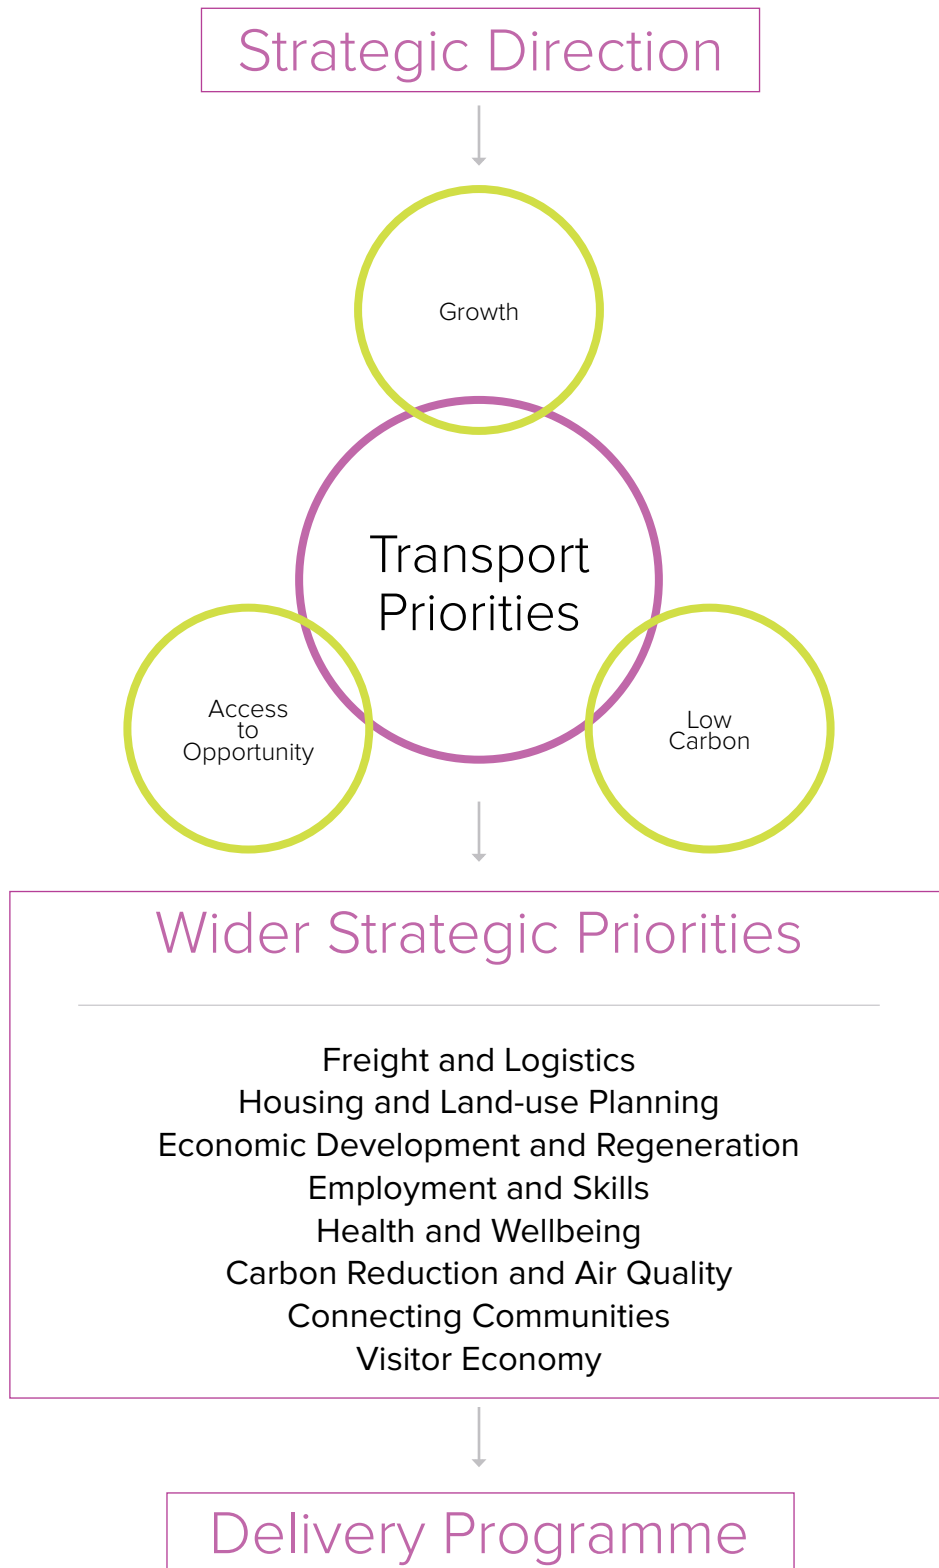 Strategic Direction
Growth
Transport
Priorities
Access
to
Opportunity
Low
Carbon
Wider Strategic Priorities
Freight and Logistics
Housing and Land-use Planning
Economic Development and Regeneration
Employment and Skills
Health and Wellbeing
Carbon Reduction and Air Quality
Connecting Communities
Visitor Economy
Delivery Programme